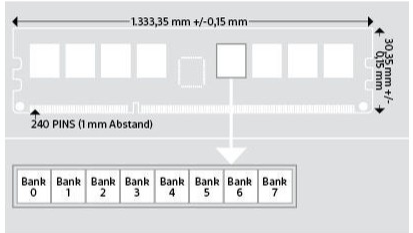 1.333,35 mm +/-0,15 mm
30,35 mm +/-
0,15 mm
240 PINS (1 mm Abstand)
Bank 0
Bank 1
Bank 2
Bank 3
Bank 4
Bank 5
Bank 6
Bank 7